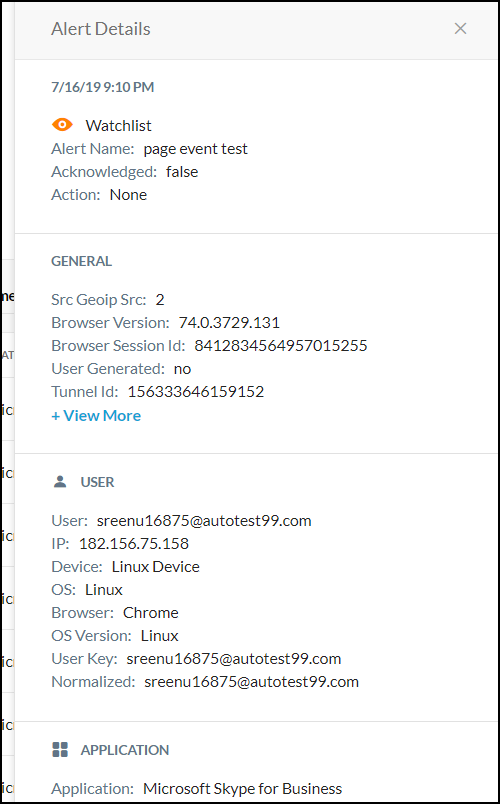 Alert Details
7/16/19 9:10 PM
Watchlist
Alert Name: page event test
Acknowledged: false
Action: None
GENERAL
Src Geoip Src: 2
Browser Version: 74.0.3729.131
Browser Session Id: 8412834564957015255
User Generated: no
Tunnel Id: 156333646159152
+ View More
USER
User: sreenu16875@autotest99.com
IP: 182.156.75.158
Device: Linux Device
OS: Linux
Browser: Chrome
OS Version: Linux
User Key: sreenu16875@autotest99.com
Normalized: sreenu16875@autotest99.com
APPLICATION
Application: Microsoft Skype for Business